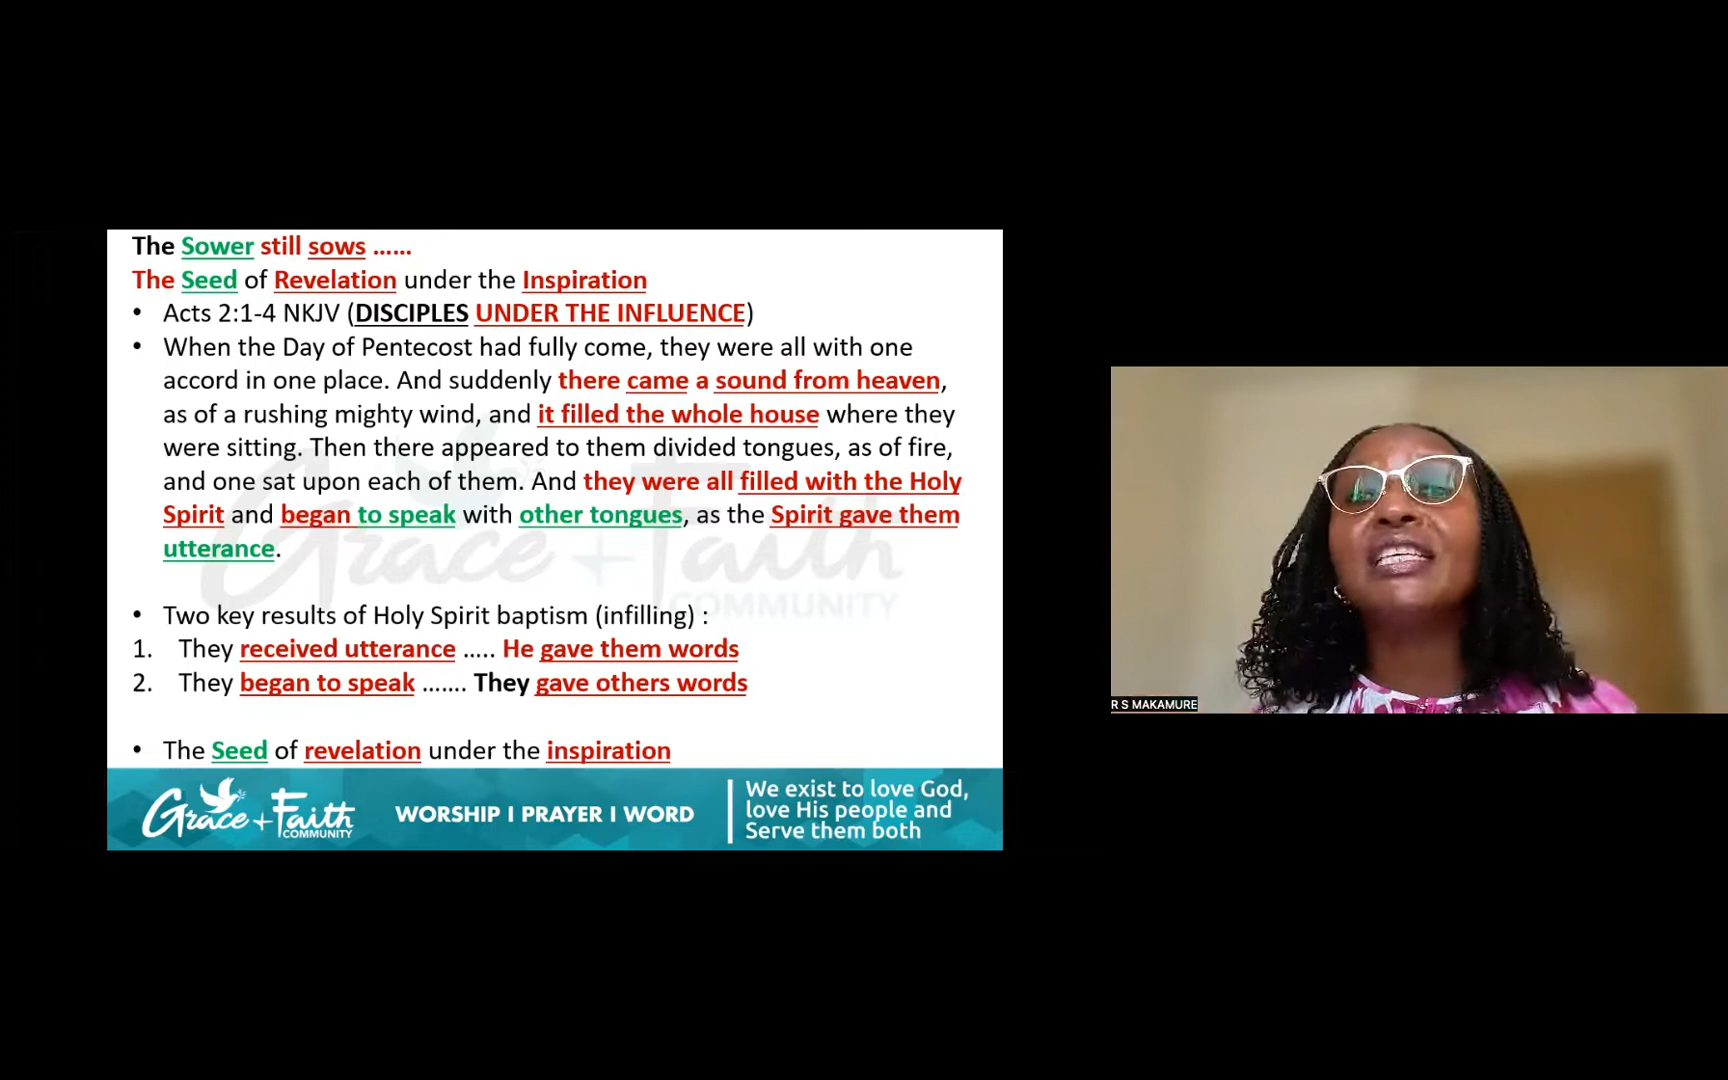 The Sower still sows ......
The Seed of Revelation under the Inspiration
• Acts 2:1-4 NKJV (DISCIPLES UNDER THE INFLUENCE)
• When the Day of Pentecost had fully come, they were all with one
accord in one place. And suddenly there came a sound from heaven,
as of a rushing mighty wind, and it filled the whole house where they
were sitting. Then there appeared to them divided tongues, as of fire,
and one sat upon each of them. And they were all filled with the Holy
Spirit and began to speak with other tongues, as the Spirit gave them
utterance.
Grace + Faith
COMMUNITY
• Two key results of Holy Spirit baptism (infilling) :
1. They received utterance ..... He gave them words
2. They began to speak ....... They gave others words
• The Seed of revelation under the inspiration
Grace + Faith
COMMUNITY
WORSHIP I PRAYER I WORD
We exist to love God,
love His people and
Serve them both
R S MAKAMURE